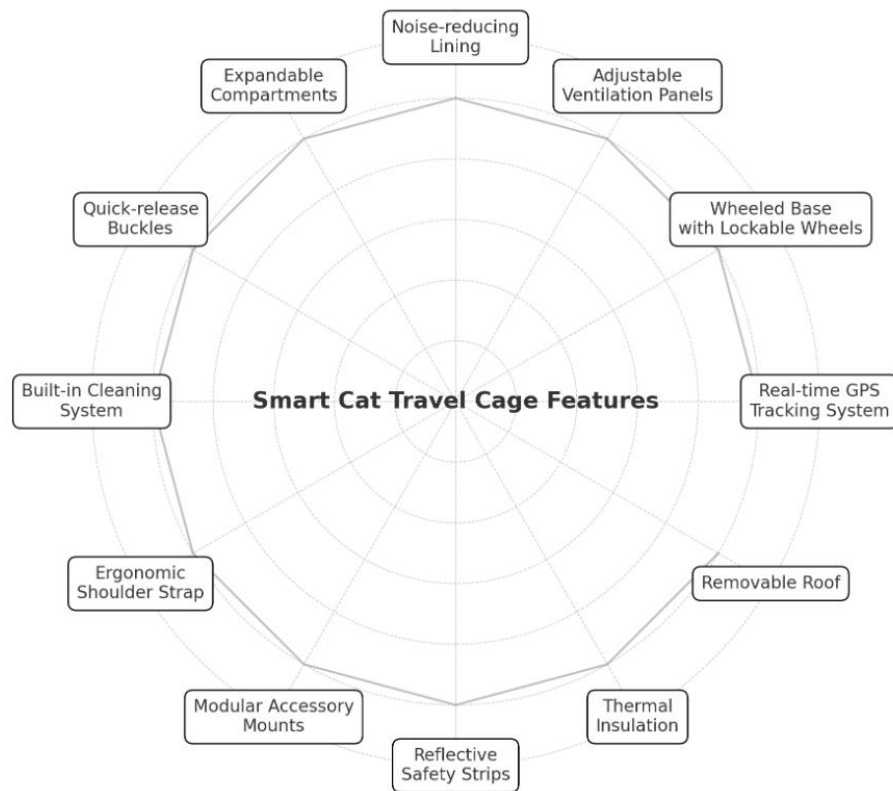 Noise-reducing
Lining
Expandable
Compartments
Adjustable
Ventilation Panels
Quick-release
Buckles
Wheeled Base
with Lockable Wheels
Built-in Cleaning
System
Smart Cat Travel Cage Features
Real-time GPS
Tracking System
Ergonomic
Shoulder Strap
Removable Roof
Modular Accessory
Mounts
Thermal
Insulation
Reflective
Safety Strips